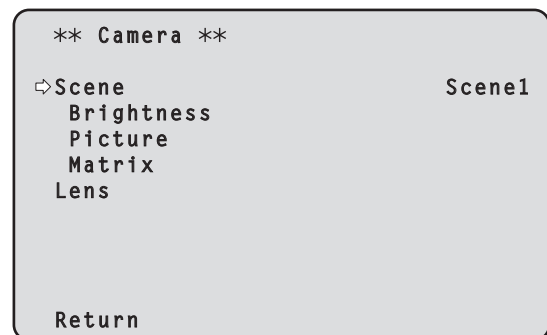 ** Camera **
⇨Scene Scene1
Brightness
Picture
Matrix
Lens
Return